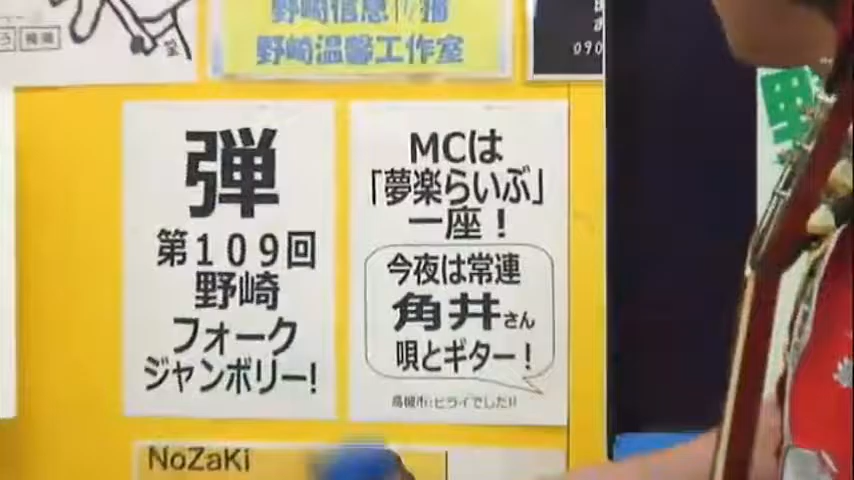 野崎温馨工作室
090
弾
第109回
野崎
フォーク
ジャンボリー!
MCは
「夢楽らいぶ」
一座!
今夜は常連
角井さん
唄とギター!
NoZaKi